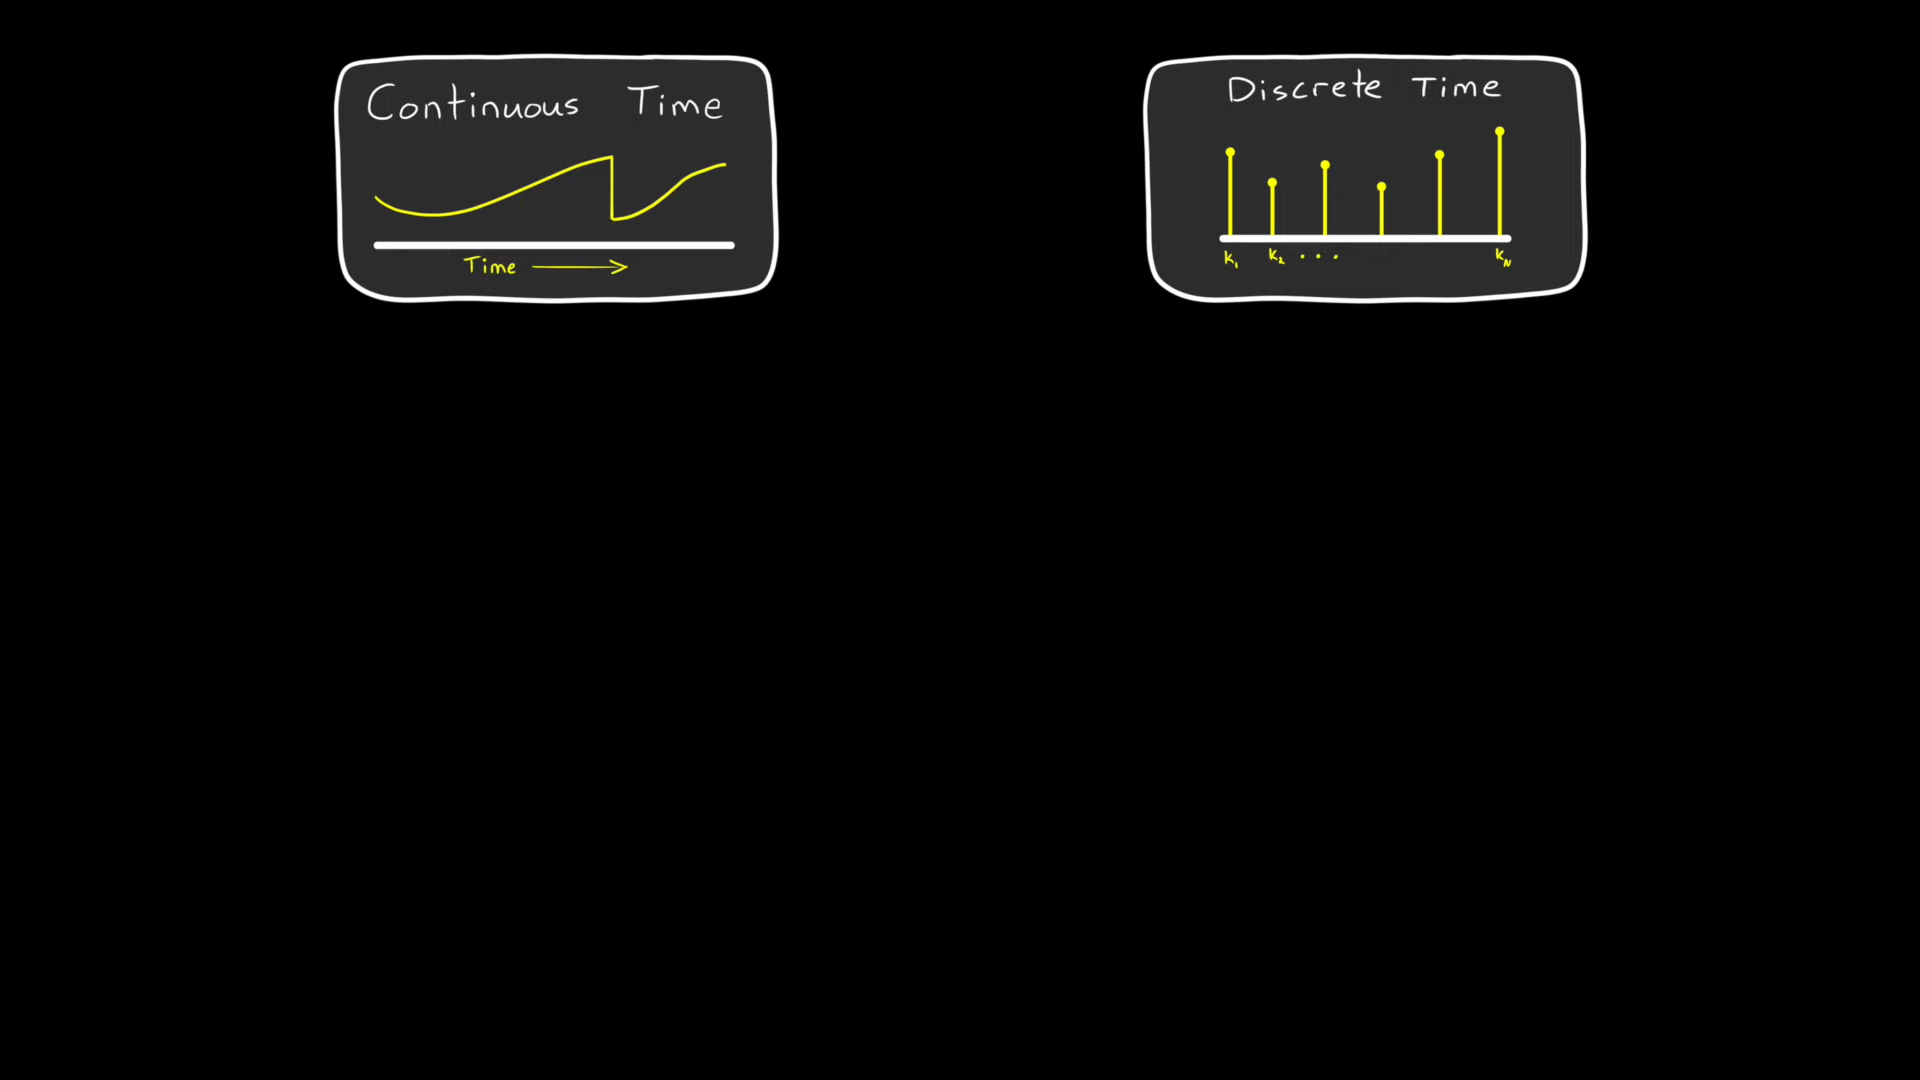 Continuous Time
Time
Discrete Time
K₁ K₂ ... Kₙ